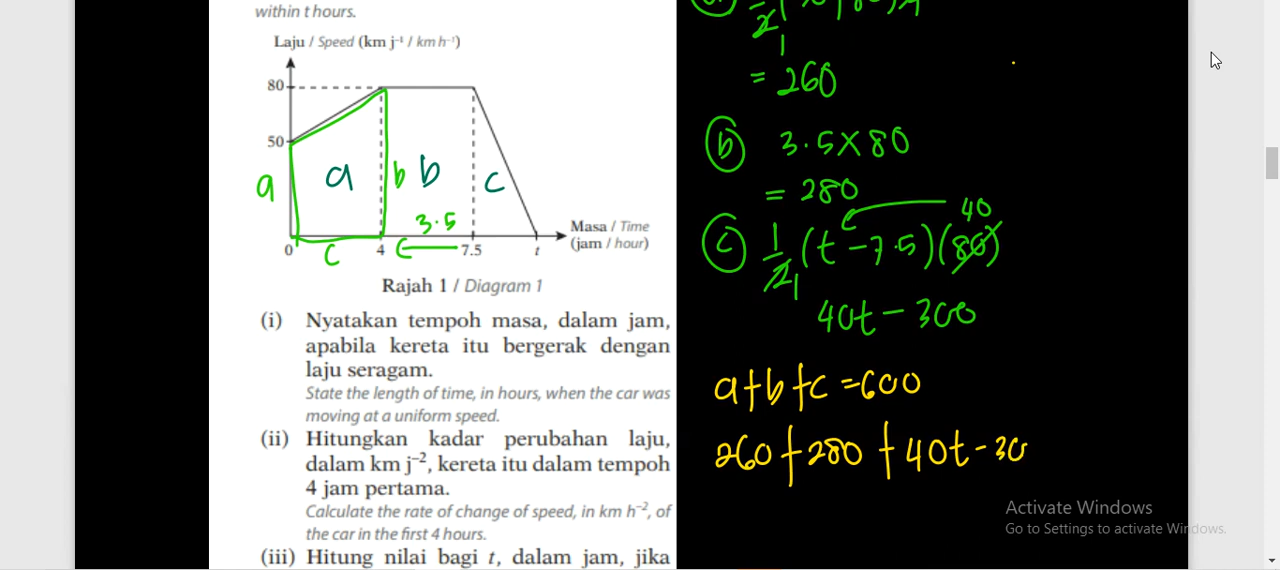 within t hours.
Laju / Speed (km j⁻¹ / km h⁻¹)
80
50
a
a
b
b
c
3.5
Masa / Time
(jam / hour)
0
c
4
7.5
t
Rajah 1 / Diagram 1
(i) Nyatakan tempoh masa, dalam jam,
apabila kereta itu bergerak dengan
laju seragam.
State the length of time, in hours, when the car was
moving at a uniform speed.
(ii) Hitungkan kadar perubahan laju,
dalam km j⁻², kereta itu dalam tempoh
4 jam pertama.
Calculate the rate of change of speed, in km h⁻², of
the car in the first 4 hours.
(iii) Hitung nilai bagi t, dalam jam, jika
= 260
b 3.5 × 80
= 280
40
c 1/2 (t - 7.5)(80)
1
40t - 300
a + b + c = 600
260 + 280 + 40t - 30
Activate Windows
Go to Settings to activate Windows.